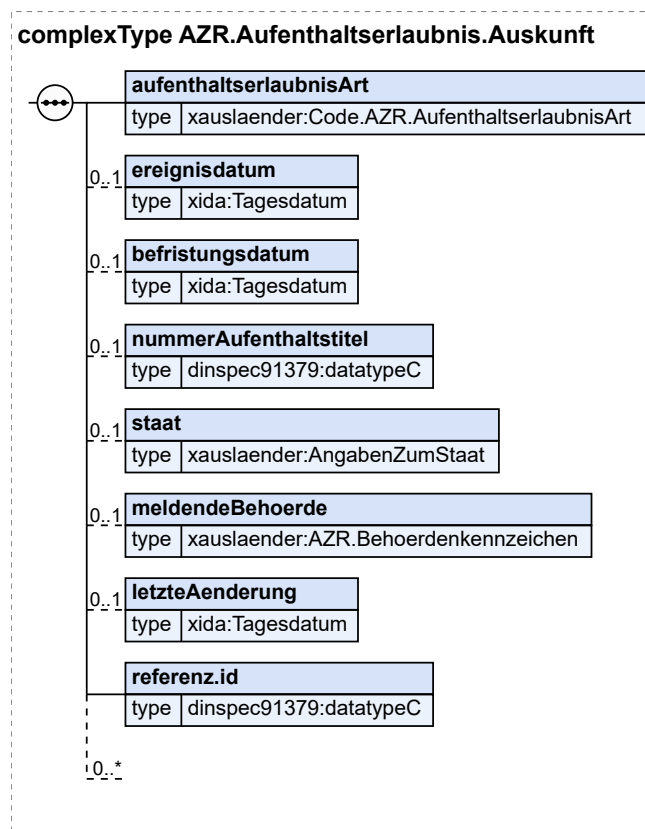 complexType AZR.Aufenthaltserlaubnis.Auskunft
aufenthaltserlaubnisArt
type xauslaender:Code.AZR.AufenthaltserlaubnisArt
0..1 ereignisdatum
type xida:Tagesdatum
0..1 befristungsdatum
type xida:Tagesdatum
0..1 nummerAufenthaltstitel
type dinspec91379:datatypeC
0..1 staat
type xauslaender:AngabenZumStaat
0..1 meldendeBehoerde
type xauslaender:AZR.Behoerdenkennzeichen
0..1 letzteAenderung
type xida:Tagesdatum
referenz.id
type dinspec91379:datatypeC
0..*